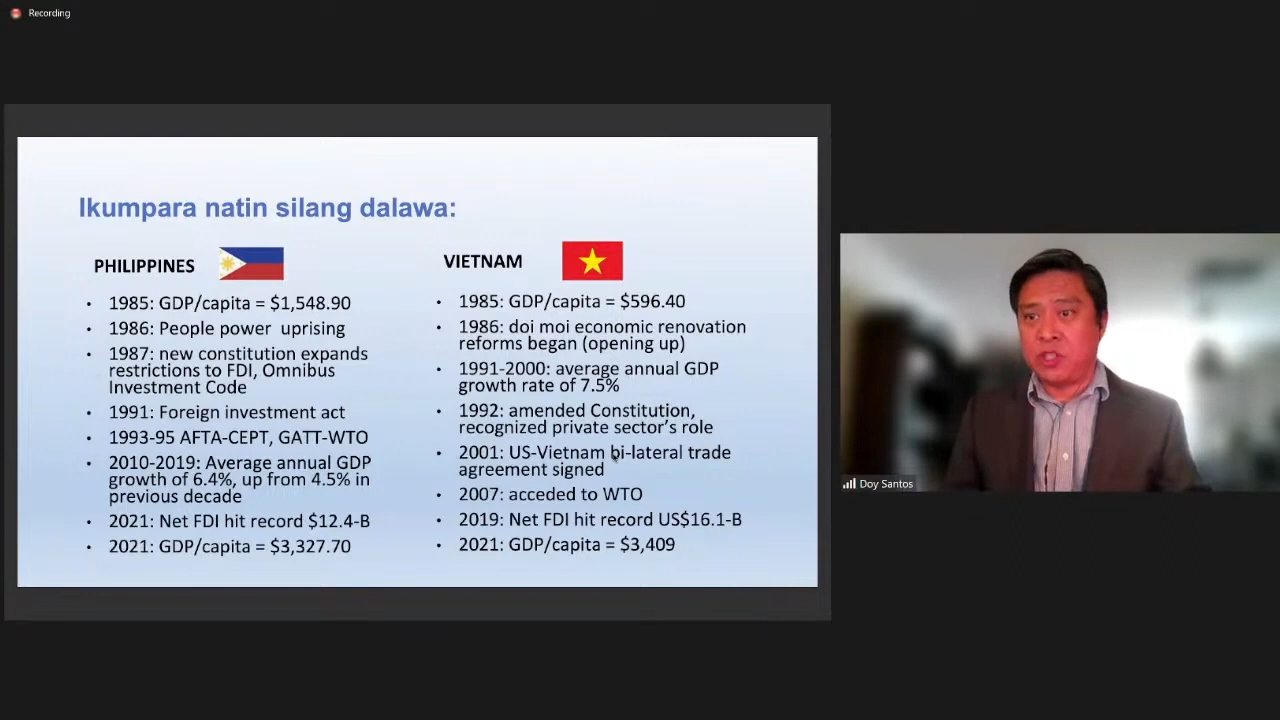 Recording
Ikumpara natin silang dalawa:
PHILIPPINES
• 1985: GDP/capita = $1,548.90
• 1986: People power uprising
• 1987: new constitution expands
restrictions to FDI, Omnibus
Investment Code
• 1991: Foreign investment act
• 1993-95 AFTA-CEPT, GATT-WTO
• 2010-2019: Average annual GDP
growth of 6.4%, up from 4.5% in
previous decade
• 2021: Net FDI hit record $12.4-B
• 2021: GDP/capita = $3,327.70
VIETNAM
• 1985: GDP/capita = $596.40
• 1986: doi moi economic renovation
reforms began (opening up)
• 1991-2000: average annual GDP
growth rate of 7.5%
• 1992: amended Constitution,
recognized private sector's role
• 2001: US-Vietnam bi-lateral trade
agreement signed
• 2007: acceded to WTO
• 2019: Net FDI hit record US$16.1-B
• 2021: GDP/capita = $3,409
Doy Santos